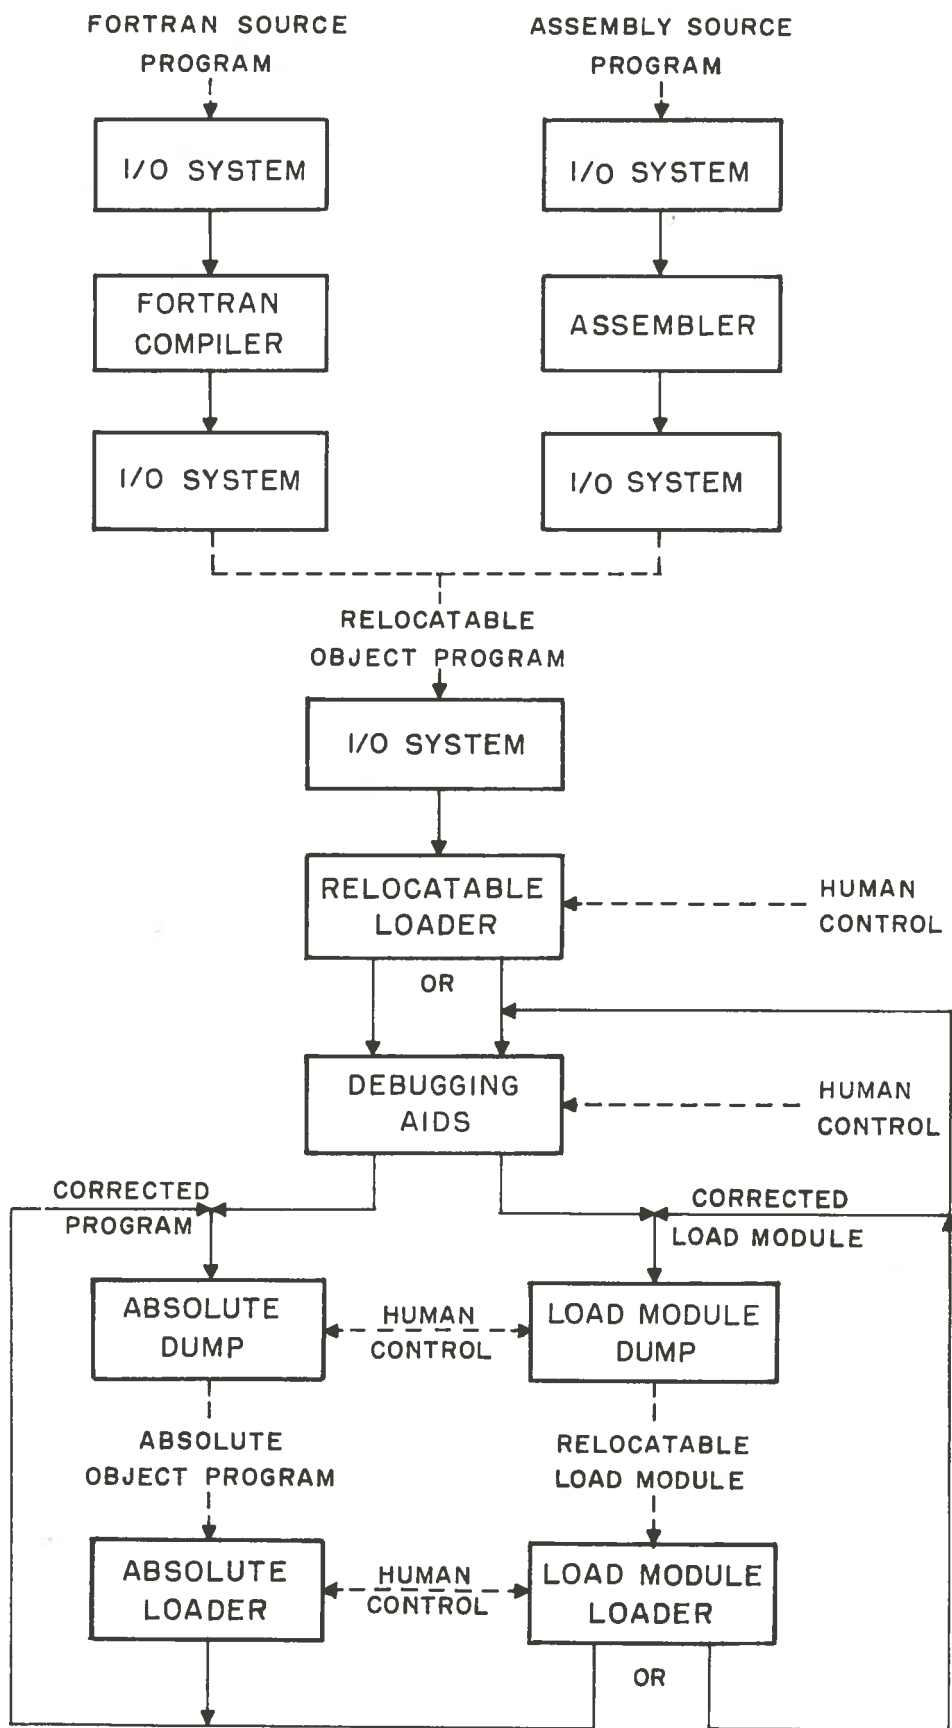 FORTRAN SOURCE
PROGRAM
ASSEMBLY SOURCE
PROGRAM
I/O SYSTEM
I/O SYSTEM
FORTRAN
COMPILER
ASSEMBLER
I/O SYSTEM
I/O SYSTEM
RELOCATABLE
OBJECT PROGRAM
I/O SYSTEM
RELOCATABLE
LOADER
HUMAN
CONTROL
OR
DEBUGGING
AIDS
HUMAN
CONTROL
CORRECTED
PROGRAM
CORRECTED
LOAD MODULE
ABSOLUTE
DUMP
HUMAN
CONTROL
LOAD MODULE
DUMP
ABSOLUTE
OBJECT PROGRAM
RELOCATABLE
LOAD MODULE
ABSOLUTE
LOADER
HUMAN
CONTROL
LOAD MODULE
LOADER
OR